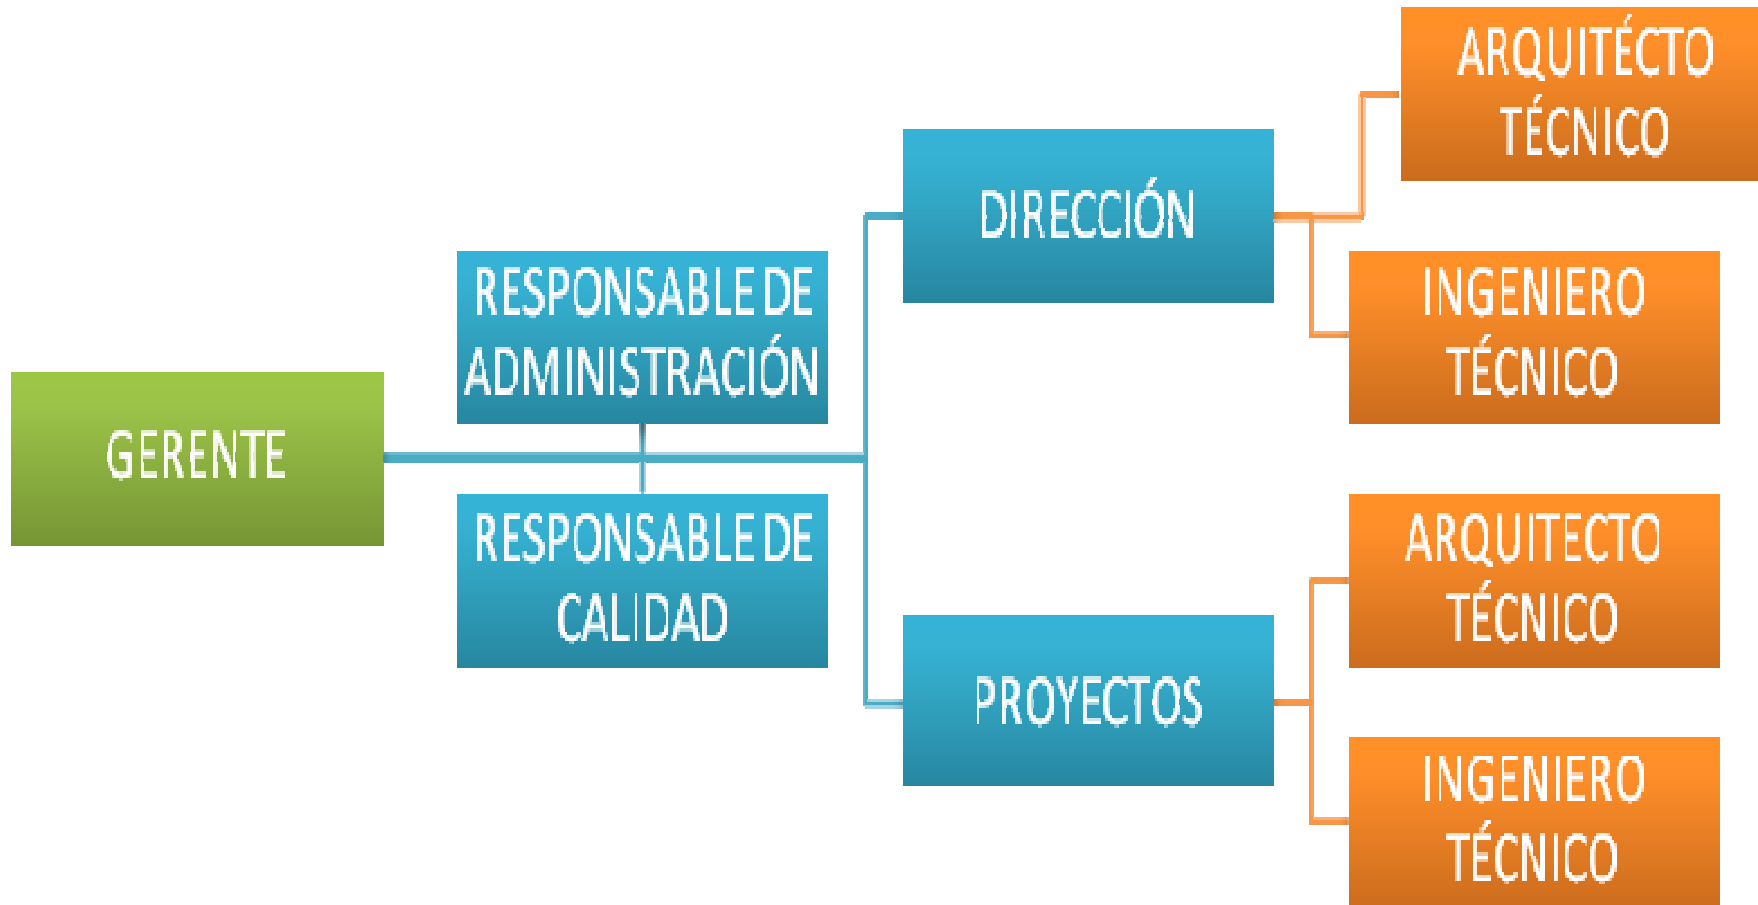 GERENTE
RESPONSABLE DE
ADMINISTRACIÓN
RESPONSABLE DE
CALIDAD
DIRECCIÓN
ARQUITÉCTO
TÉCNICO
INGENIERO
TÉCNICO
PROYECTOS
ARQUITECTO
TÉCNICO
INGENIERO
TÉCNICO